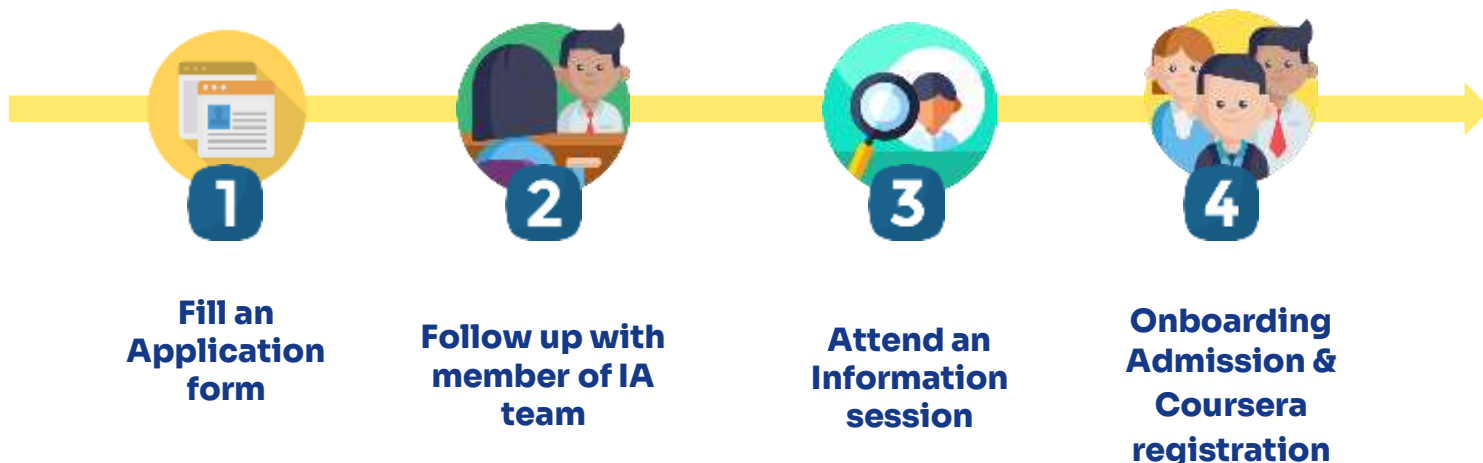 1
Fill an
Application
form
2
Follow up with
member of IA
team
3
Attend an
Information
session
4
Onboarding
Admission &
Coursera
registration